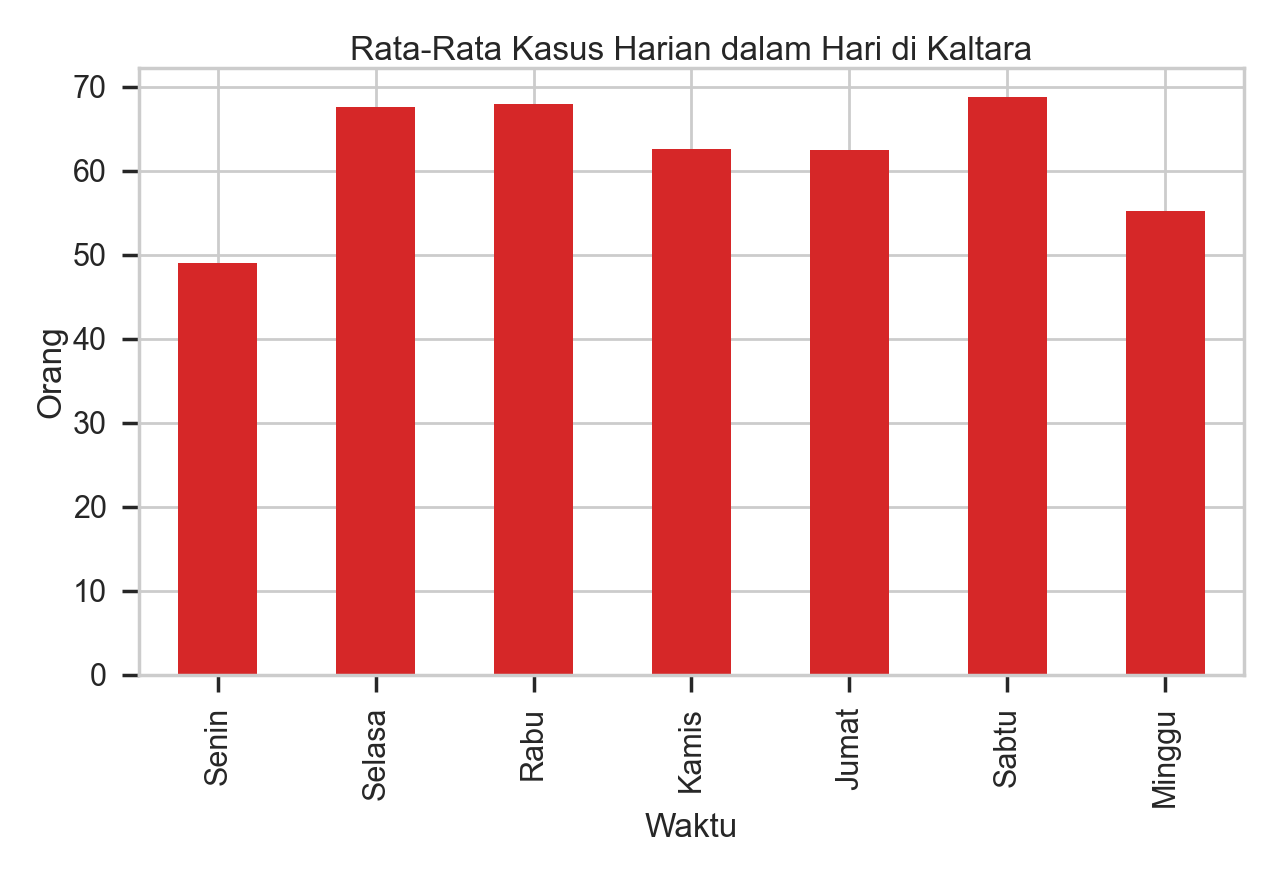 Rata-Rata Kasus Harian dalam Hari di Kaltara
Orang
70
60
50
40
30
20
10
0
Senin
Selasa
Rabu
Kamis
Jumat
Sabtu
Minggu
Waktu